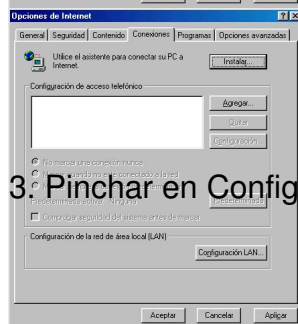 Opciones de Internet
General Seguridad Contenido Conexiones Programas Opciones avanzadas
Utilice el asistente para conectar su PC a Internet.
Instalar...
Configuración de acceso telefónico
Agregar...
Quitar
Configuración...
No marcar una conexión nunca
3. Pinchar en Config
Predeterminada
Comprobar seguridad del sistema antes de marcar
Configuración de la red de área local (LAN)
Configuración LAN...
Aceptar Cancelar Aplicar